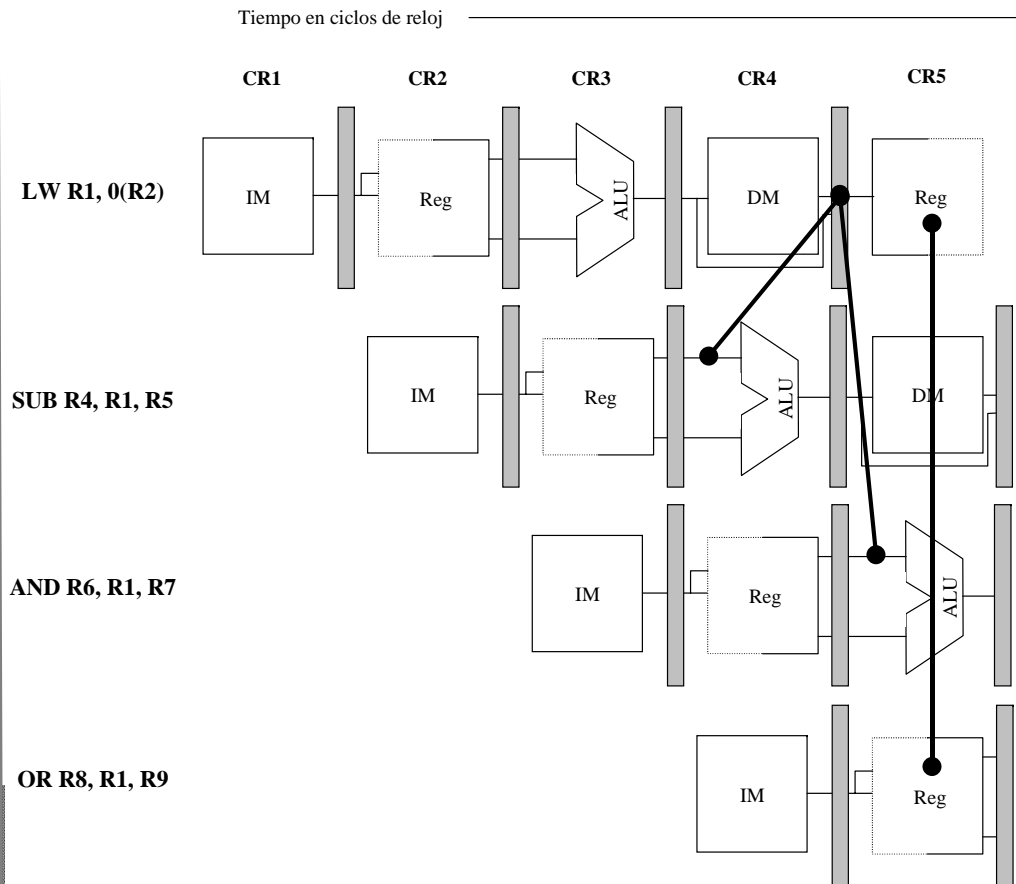 Tiempo en ciclos de reloj
CR1 CR2 CR3 CR4 CR5
LW R1, 0(R2) IM Reg ALU DM Reg
SUB R4, R1, R5 IM Reg ALU DM
AND R6, R1, R7 IM Reg ALU
OR R8, R1, R9 IM Reg